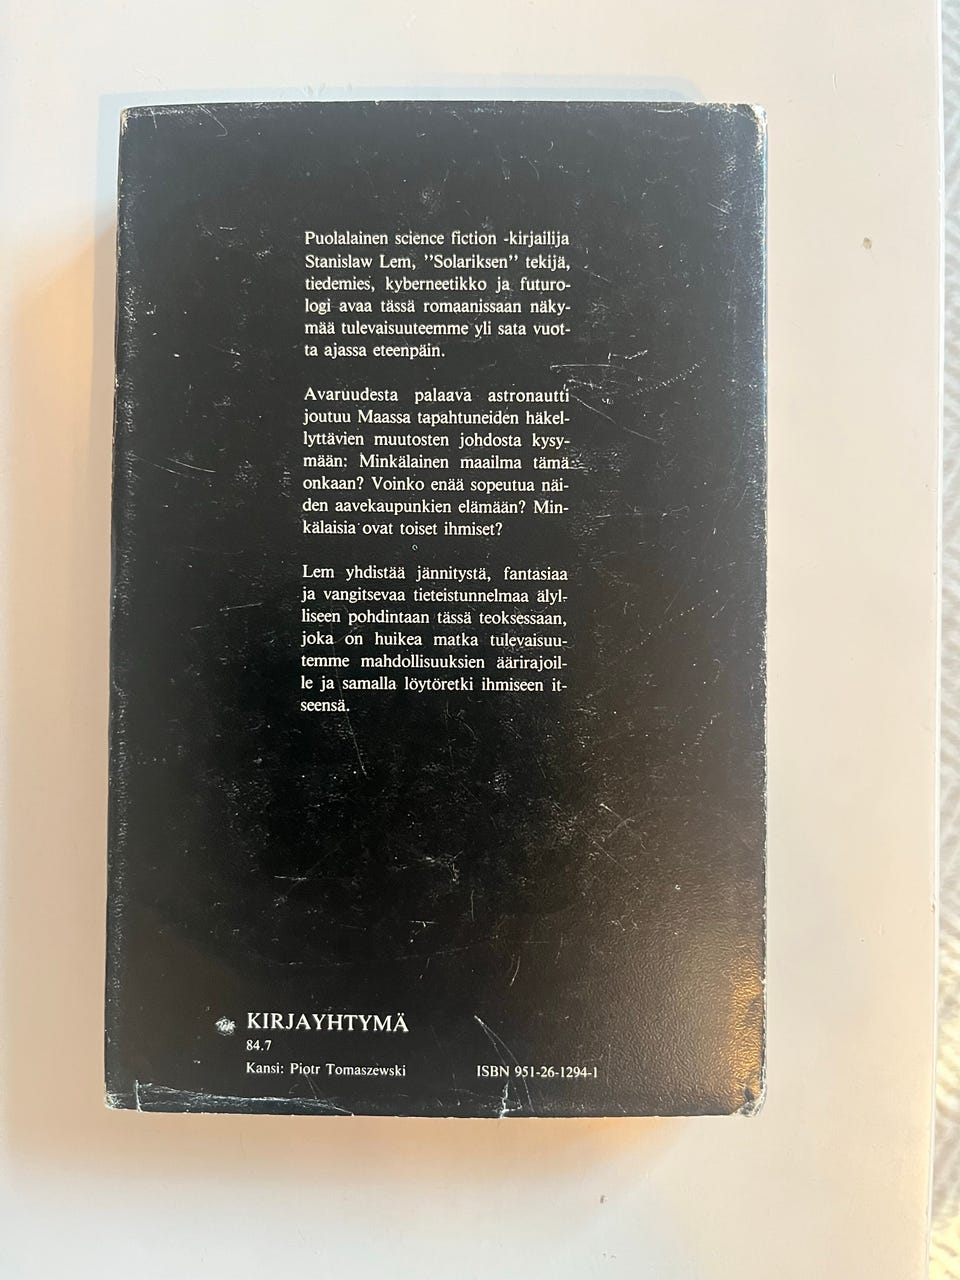 Puolalainen science fiction -kirjailija
Stanislaw Lem, ”Solariksen” tekijä,
tiedemies, kyberneetikko ja futuro-
logi avaa tässä romaanissaan näky-
mää tulevaisuuteemme yli sata vuot-
ta ajassa eteenpäin.
Avaruudesta palaava astronautti
joutuu Maassa tapahtuneiden häkel-
lyttävien muutosten johdosta kysy-
mään: Minkälainen maailma tämä
onkaan? Voinko enää sopeutua näi-
den aavekaupunkien elämään? Min-
kälaisia ovat toiset ihmiset?
Lem yhdistää jännitystä, fantasiaa
ja vangitsevaa tieteistunnelmaa älyl-
liseen pohdintaan tässä teoksessaan,
joka on huikea matka tulevaisuu-
temme mahdollisuuksien äärirajoil-
le ja samalla löytöretki ihmiseen it-
seensä.
KIRJAYHTYMÄ
84.7
Kansi: Piotr Tomaszewski
ISBN 951-26-1294-1